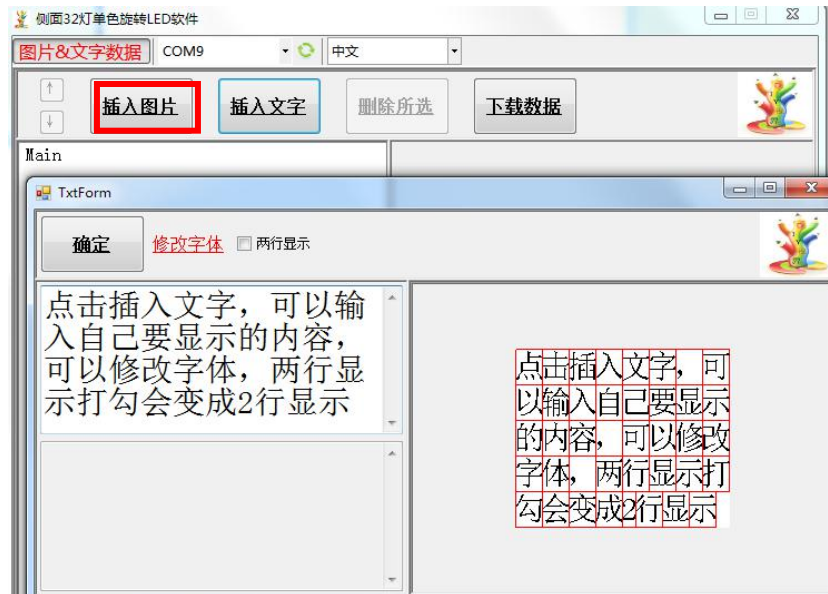 侧面32灯单色旋转LED软件
图片&文字数据 COM9 中文
插入图片 插入文字 删除所选 下载数据
Main
TxtForm
确定 修改字体 两行显示
点击插入文字，可以输
入自己要显示的内容，
可以修改字体，两行显
示打勾会变成2行显示
点击插入文字，可
以输入自己要显示
的内容，可以修改
字体，两行显示打
勾会变成2行显示